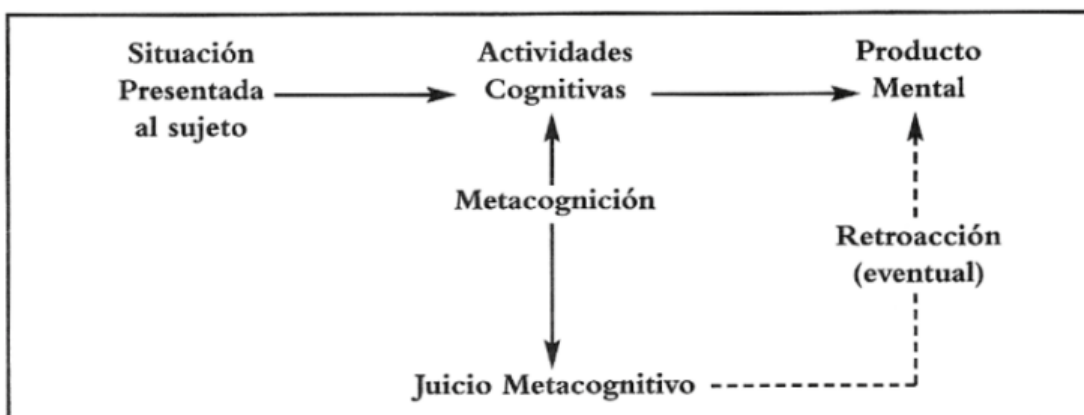 Situación
Presentada
al sujeto
Actividades
Cognitivas
Producto
Mental
Metacognición
Retroacción
(eventual)
Juicio Metacognitivo